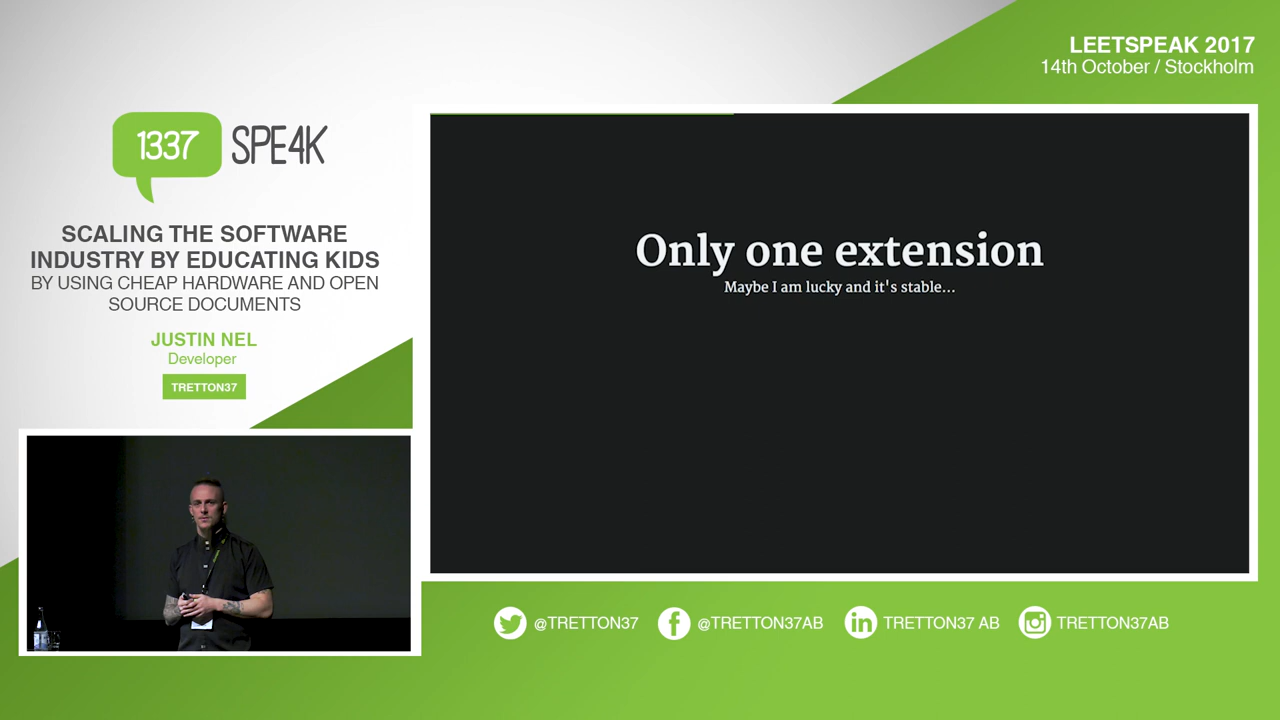 LEETSPEAK 2017
14th October / Stockholm
1337 SPE4K
SCALING THE SOFTWARE
INDUSTRY BY EDUCATING KIDS
BY USING CHEAP HARDWARE AND OPEN
SOURCE DOCUMENTS
JUSTIN NEL
Developer
TRETTON37
Only one extension
Maybe I am lucky and it's stable...
@TRETTON37
@TRETTON37AB
TRETTON37 AB
TRETTON37AB